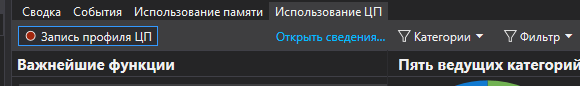 Сводка События Использование памяти Использование ЦП
Запись профиля ЦП Открыть сведения... Категории Фильтр
Важнейшие функции Пять ведущих категорий